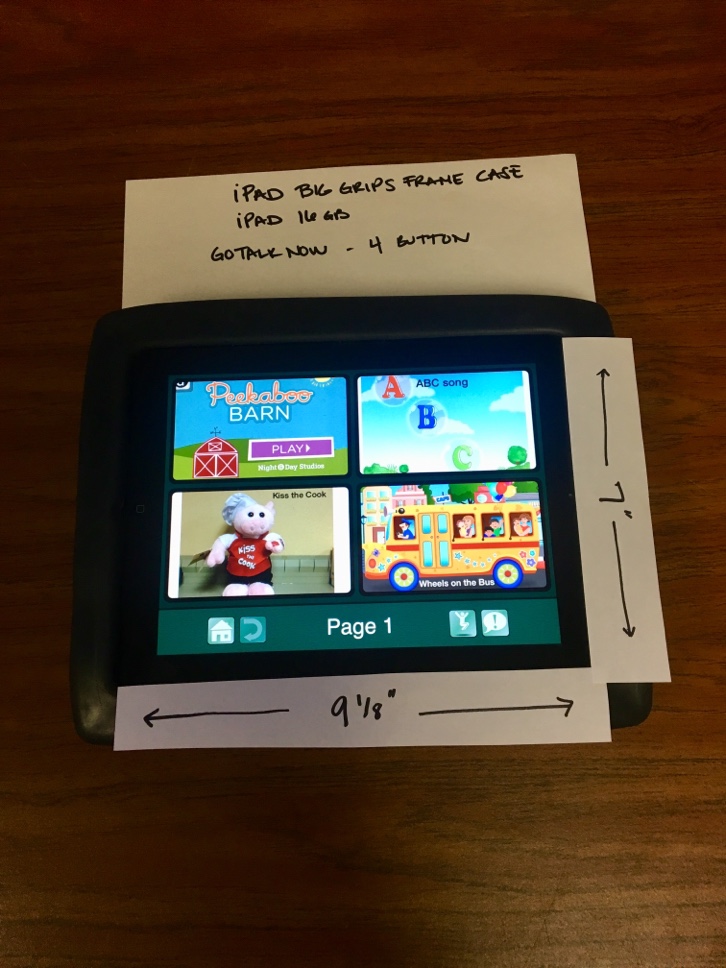 iPAD BIG GRIPS FRAME CASE
iPAD 16 GB
GOTALK NOW - 4 BUTTON
Peekaboo
BARN
PLAY
Night & Day Studios
A
ABC song
B
C
Kiss the Cook
KISS
THE
COOK
Wheels on the Bus
Page 1
7"
9 1/8"